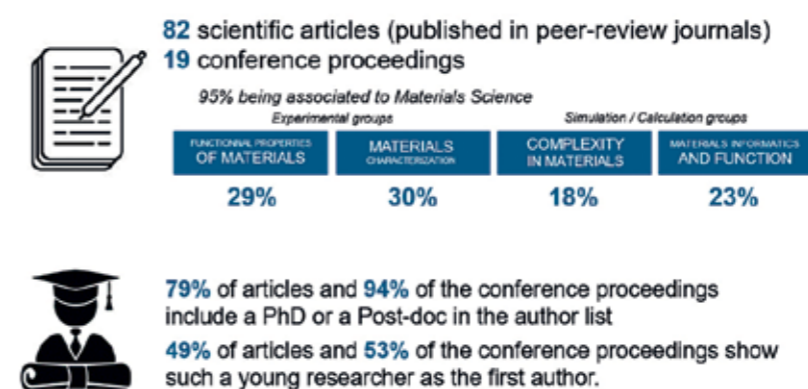 82 scientific articles (published in peer-review journals)
19 conference proceedings
95% being associated to Materials Science
Experimental groups
Simulation / Calculation groups
FUNCTIONNAL PROPERTIES
OF MATERIALS
MATERIALS
CHARACTERIZATION
COMPLEXITY
IN MATERIALS
MATERIALS INFORMATICS
AND FUNCTION
29%
30%
18%
23%
79% of articles and 94% of the conference proceedings
include a PhD or a Post-doc in the author list
49% of articles and 53% of the conference proceedings show
such a young researcher as the first author.